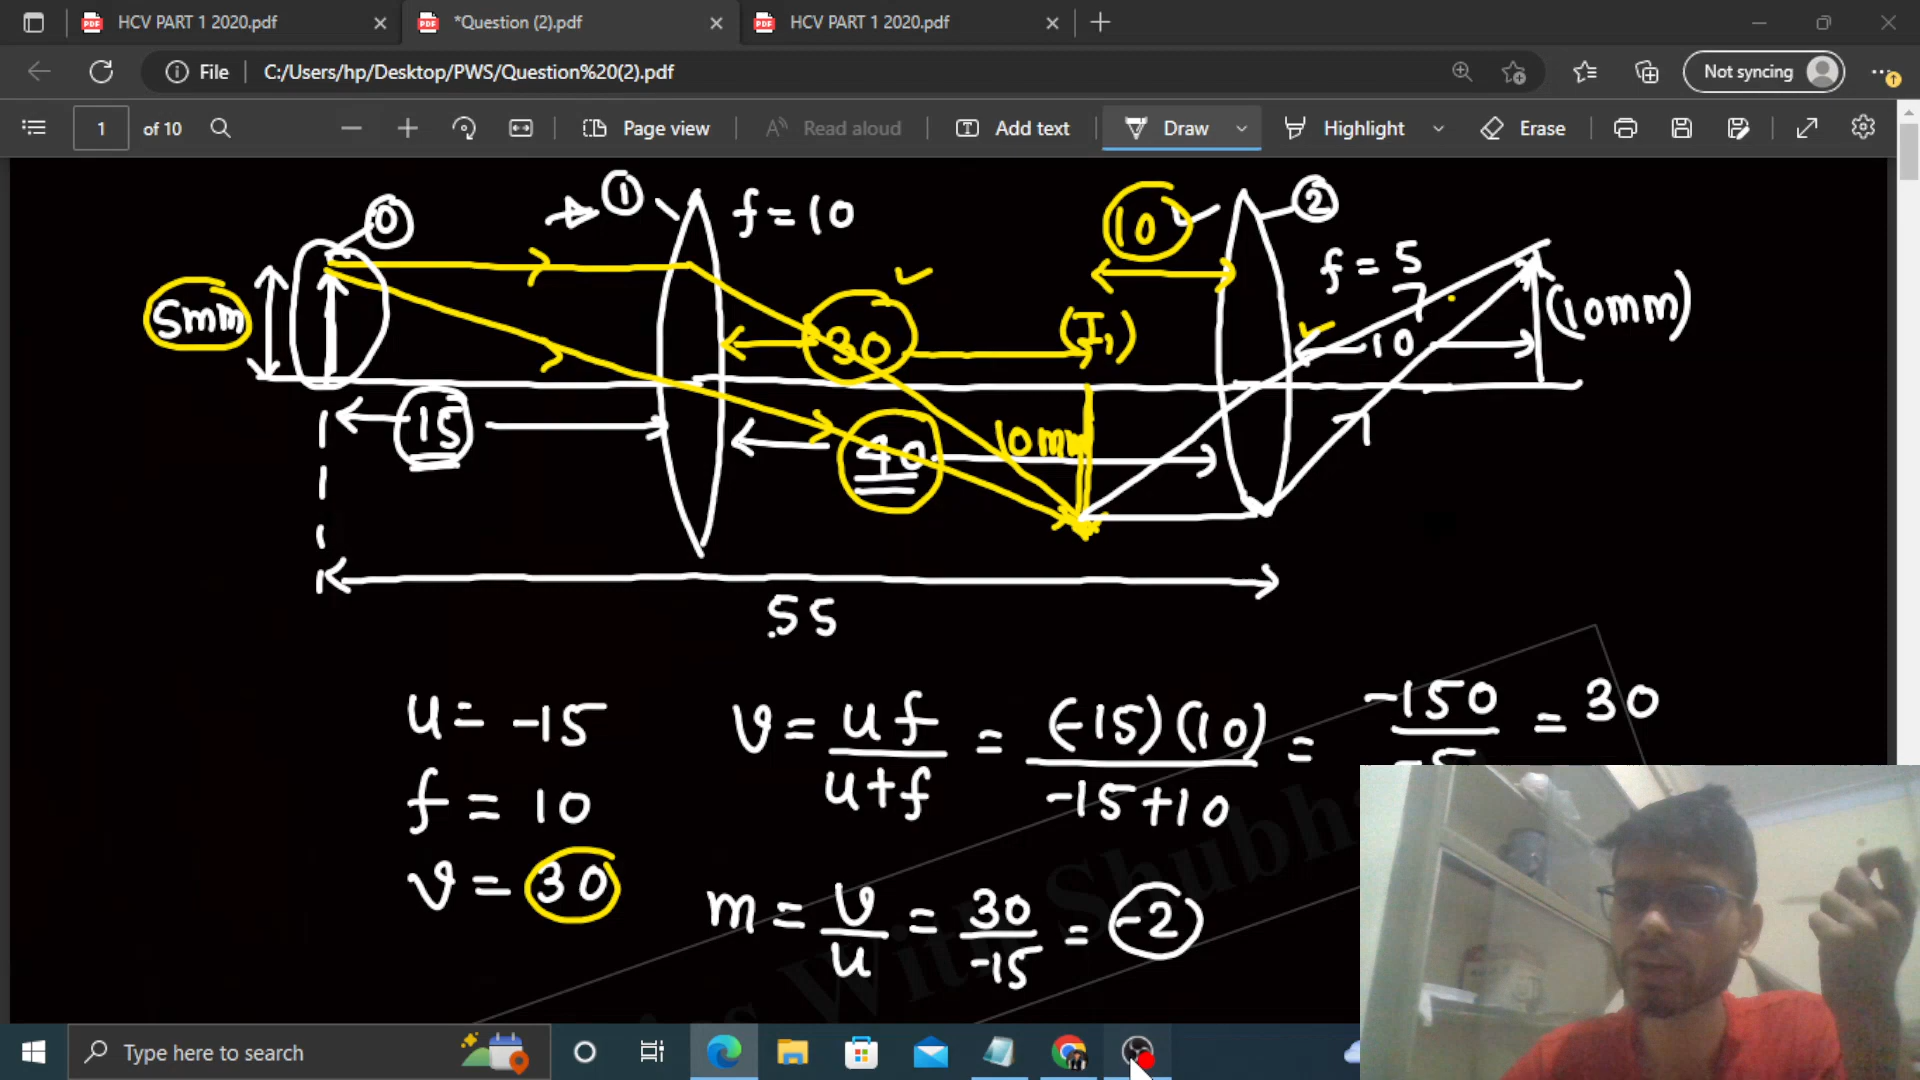 HCV PART 1 2020.pdf
*Question (2).pdf
HCV PART 1 2020.pdf
File
C:/Users/hp/Desktop/PWS/Question%20(2).pdf
Not syncing
1
of 10
Page view
Read aloud
Add text
Draw
Highlight
Erase
0
1
f = 10
10
2
f = 5
5mm
30
(I₁)
10
(10mm)
15
40
10mm
55
u = -15
v = uf / u+f = (-15)(10) / -15+10 = -150 / -5 = 30
f = 10
v = 30
m = v / u = 30 / -15 = -2
With Shubh
Type here to search